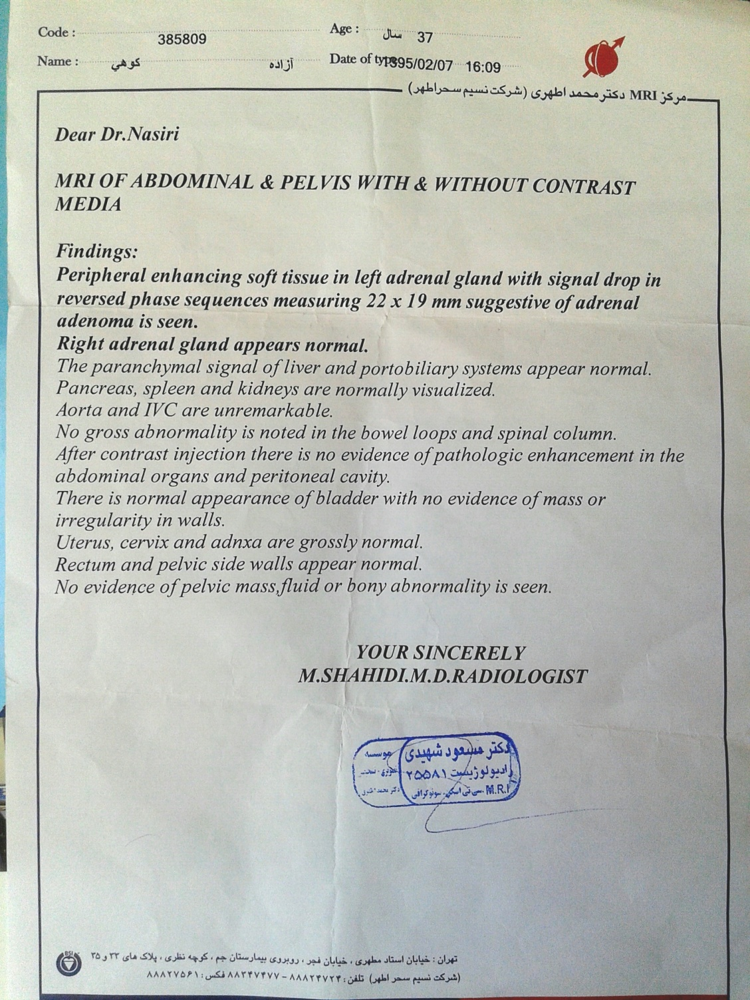 Code : 385809
Age : 37 سال
Name : آزاده کوهي
Date of type 1395/02/07 16:09
مرکز MRI دکتر محمد اطهری (شرکت نسیم سحر اطهر)
Dear Dr.Nasiri
MRI OF ABDOMINAL & PELVIS WITH & WITHOUT CONTRAST
MEDIA
Findings:
Peripheral enhancing soft tissue in left adrenal gland with signal drop in
reversed phase sequences measuring 22 x 19 mm suggestive of adrenal
adenoma is seen.
Right adrenal gland appears normal.
The paranchymal signal of liver and portobiliary systems appear normal.
Pancreas, spleen and kidneys are normally visualized.
Aorta and IVC are unremarkable.
No gross abnormality is noted in the bowel loops and spinal column.
After contrast injection there is no evidence of pathologic enhancement in the
abdominal organs and peritoneal cavity.
There is normal appearance of bladder with no evidence of mass or
irregularity in walls.
Uterus, cervix and adnxa are grossly normal.
Rectum and pelvic side walls appear normal.
No evidence of pelvic mass,fluid or bony abnormality is seen.
YOUR SINCERELY
M.SHAHIDI.M.D.RADIOLOGIST
دکتر مسعود شهیدی
رادیولوژیست ۲۵۵۸۱
M.R.I .سی تی اسکن. سونوگرافی
موسسه
دکتر محمد
BSI
تهران : خیابان استاد مطهری ، خیابان فجر ، روبروی بیمارستان جم ، کوچه نظری ، پلاک های ۳۳ و ۳۵
(شرکت نسیم سحر اطهر) تلفن : ۸۸۸۲۴۷۲۴ - ۸۸۳۴۷۴۷۷ فکس : ۸۸۸۲۷۵۶۱